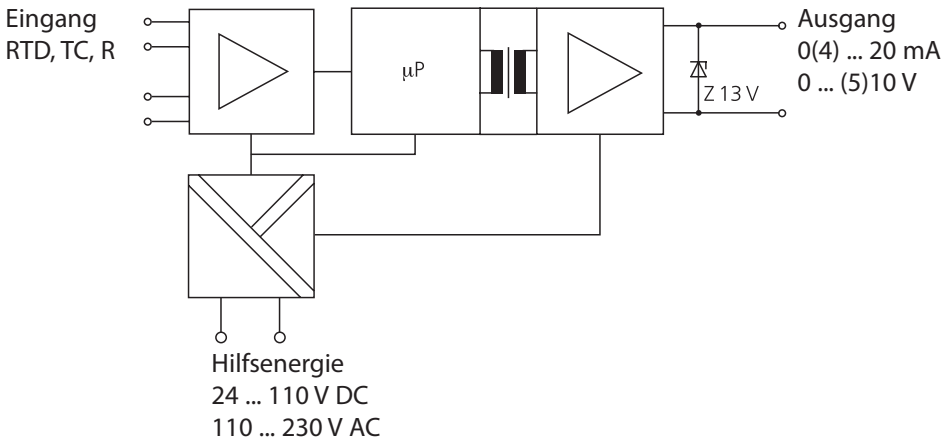 Eingang
RTD, TC, R
µP
Z 13 V
Ausgang
0(4) ... 20 mA
0 ... (5)10 V
Hilfsenergie
24 ... 110 V DC
110 ... 230 V AC